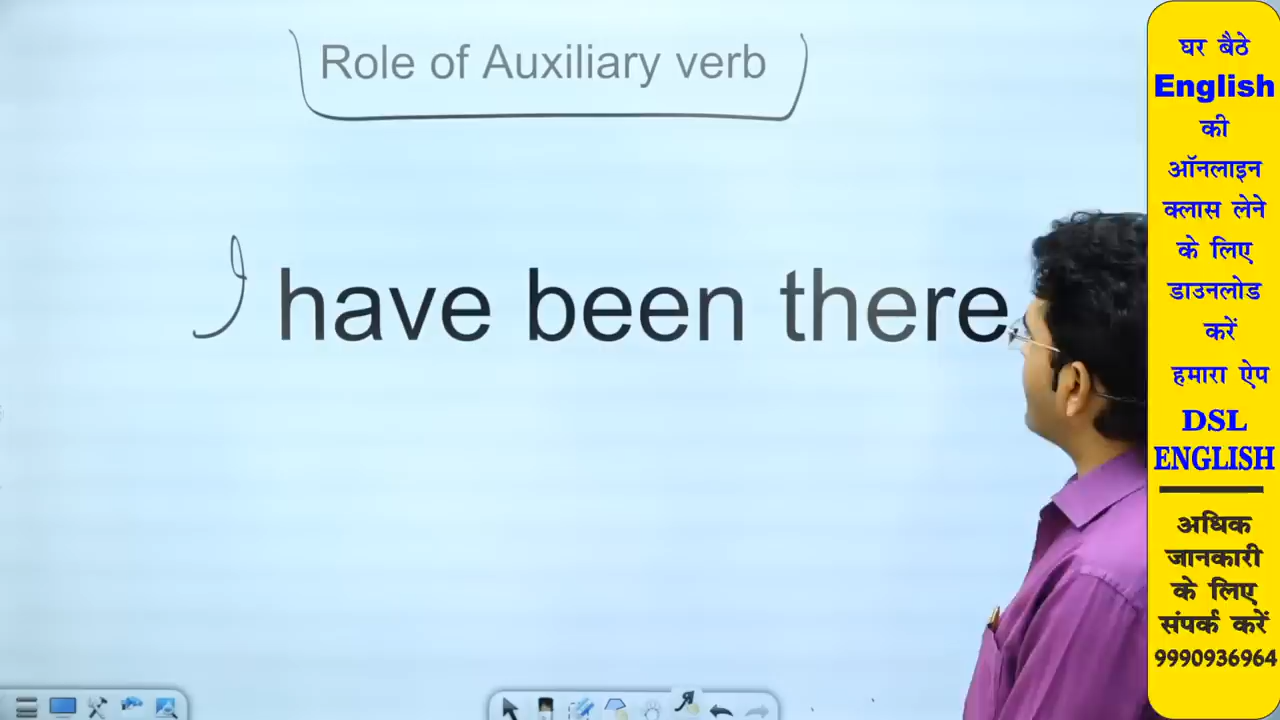 Role of Auxiliary verb
I have been there
घर बैठे
English
की
ऑनलाइन
क्लास लेने
के लिए
डाउनलोड
करें
हमारा ऐप
DSL
ENGLISH
अधिक
जानकारी
के लिए
संपर्क करें
9990936964